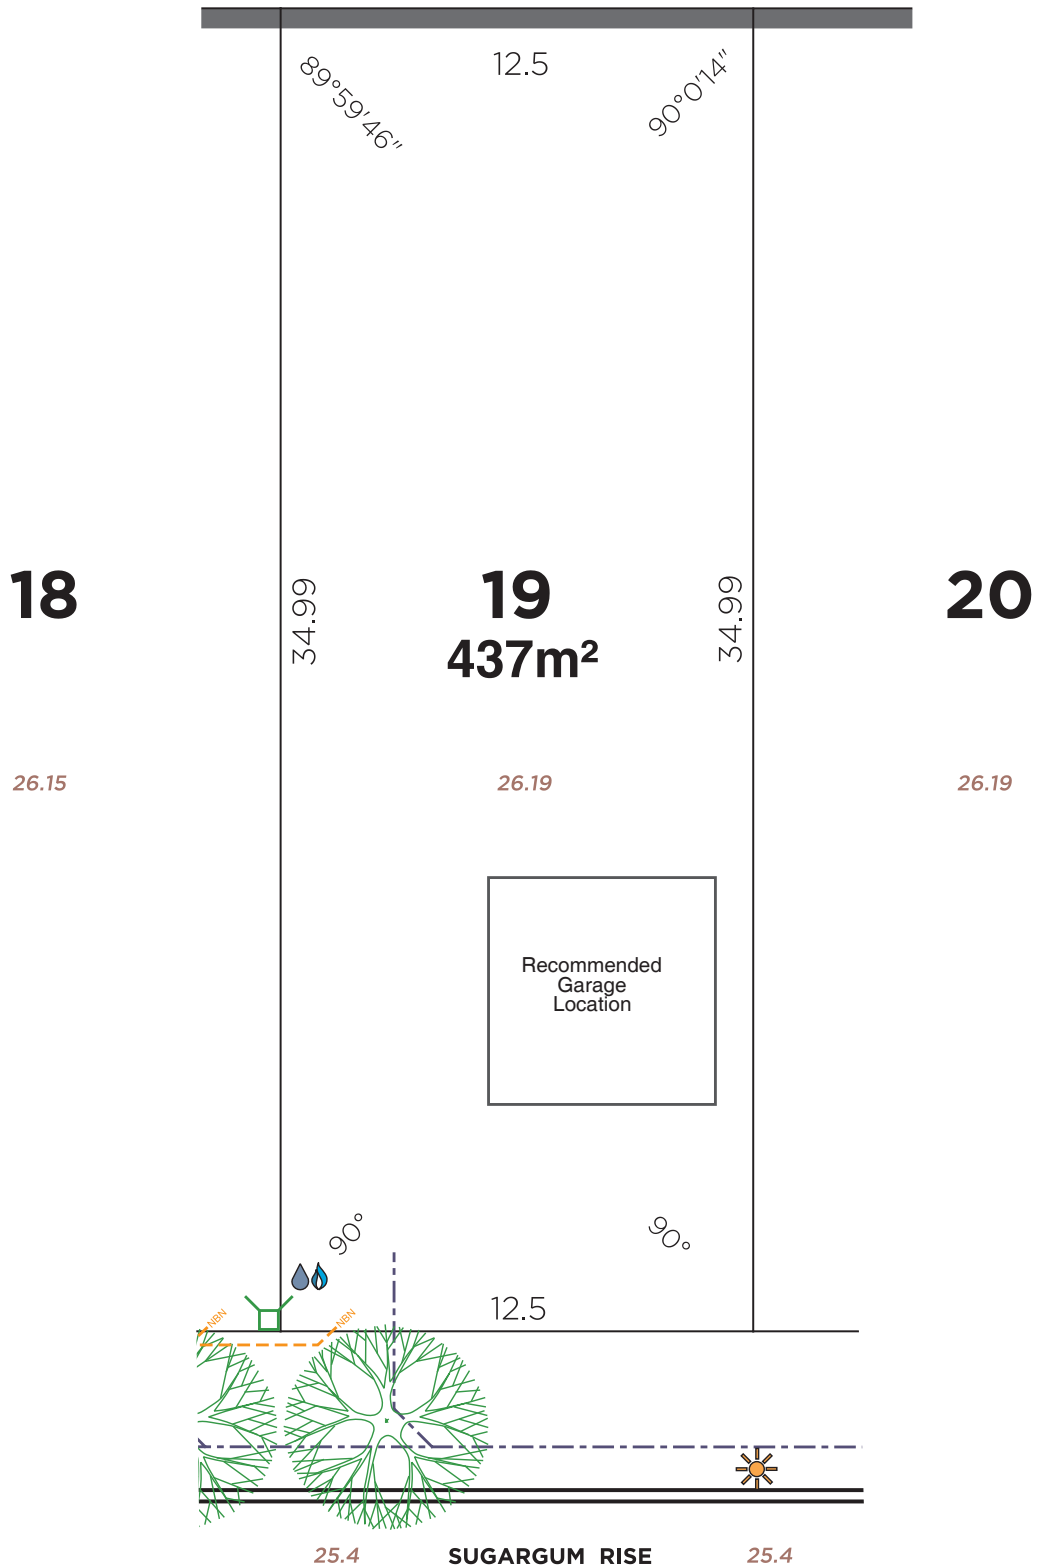 12.5
89°59'46"
90°0'14"
18
19
20
437m²
34.99
34.99
26.15
26.19
26.19
Recommended
Garage
Location
90°
90°
12.5
NBN
NBN
25.4
SUGARGUM RISE
25.4